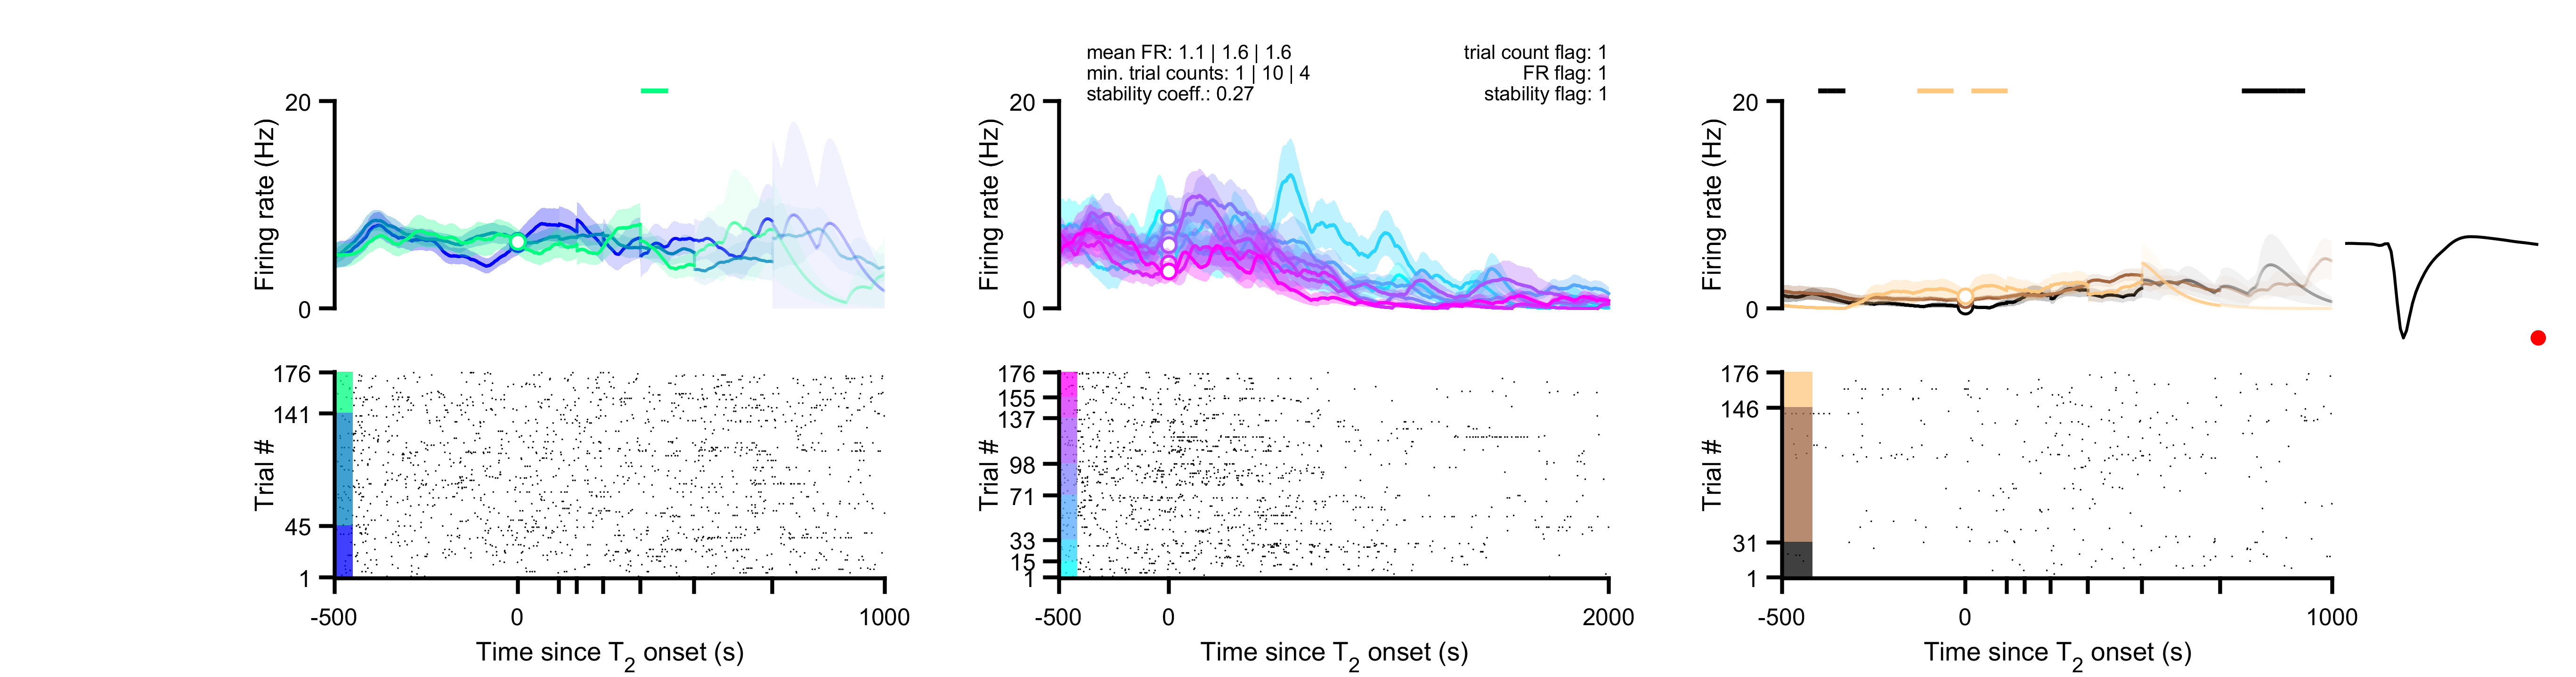 mean FR: 1.1 | 1.6 | 1.6
min. trial counts: 1 | 10 | 4
stability coeff.: 0.27
trial count flag: 1
FR flag: 1
stability flag: 1
Firing rate (Hz)
20
0
Firing rate (Hz)
20
0
Firing rate (Hz)
20
0
Trial #
176
141
45
1
-500
0
1000
Time since T2 onset (s)
Trial #
176
155
137
98
71
33
15
1
-500
0
2000
Time since T2 onset (s)
Trial #
176
146
31
1
-500
0
1000
Time since T2 onset (s)